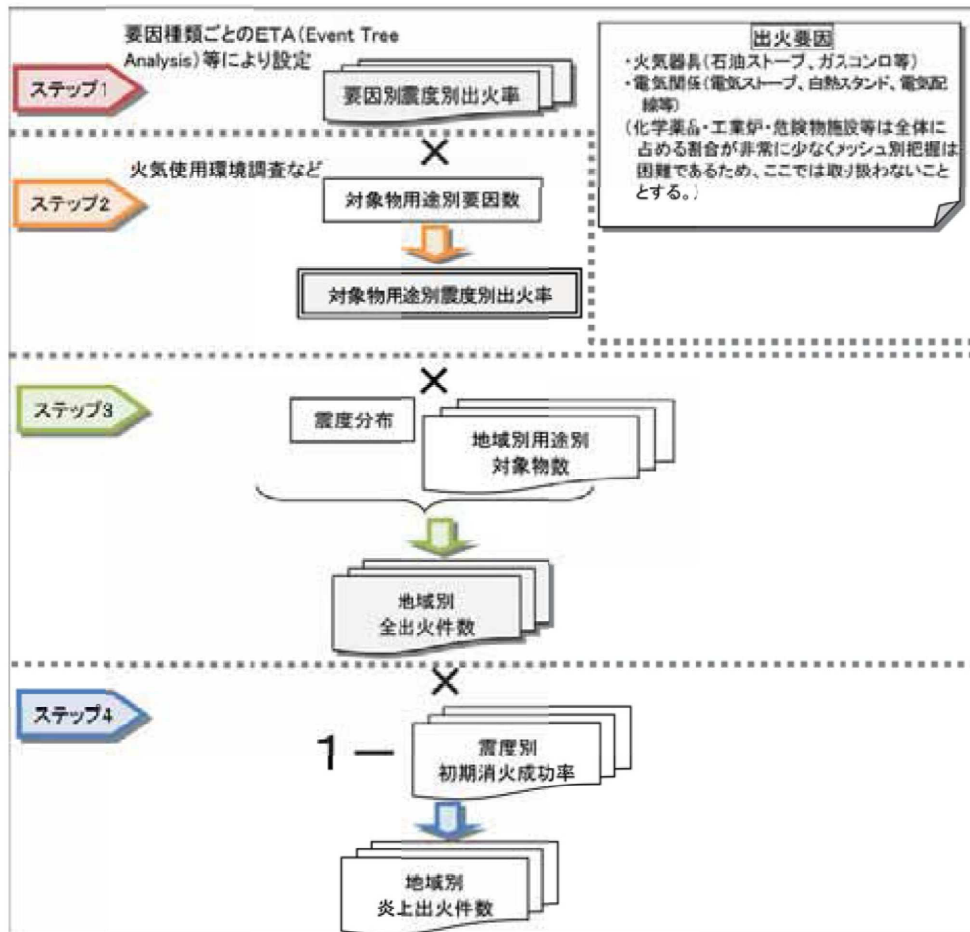 要因種類ごとのETA(Event Tree
Analysis)等により設定
ステップ1
要因別震度別出火率
出火要因
・火気器具(石油ストーブ、ガスコンロ等)
・電気関係(電気ストーブ、白熱スタンド、電気配
線等)
(化学薬品・工業炉・危険物施設等は全体に
占める割合が非常に少なくメッシュ別把握は
困難であるため、ここでは取り扱わないこと
とする。)
×
火気使用環境調査など
ステップ2
対象物用途別要因数
対象物用途別震度別出火率
×
ステップ3
震度分布
地域別用途別
対象物数
地域別
全出火件数
×
ステップ4
1－
震度別
初期消火成功率
地域別
炎上出火件数